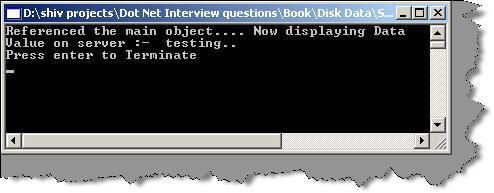 D:\shiv projects\Dot Net Interview questions\Book\Disk Data\S...
Referenced the main object.... Now displaying Data
Value on server :-  testing..
Press enter to Terminate